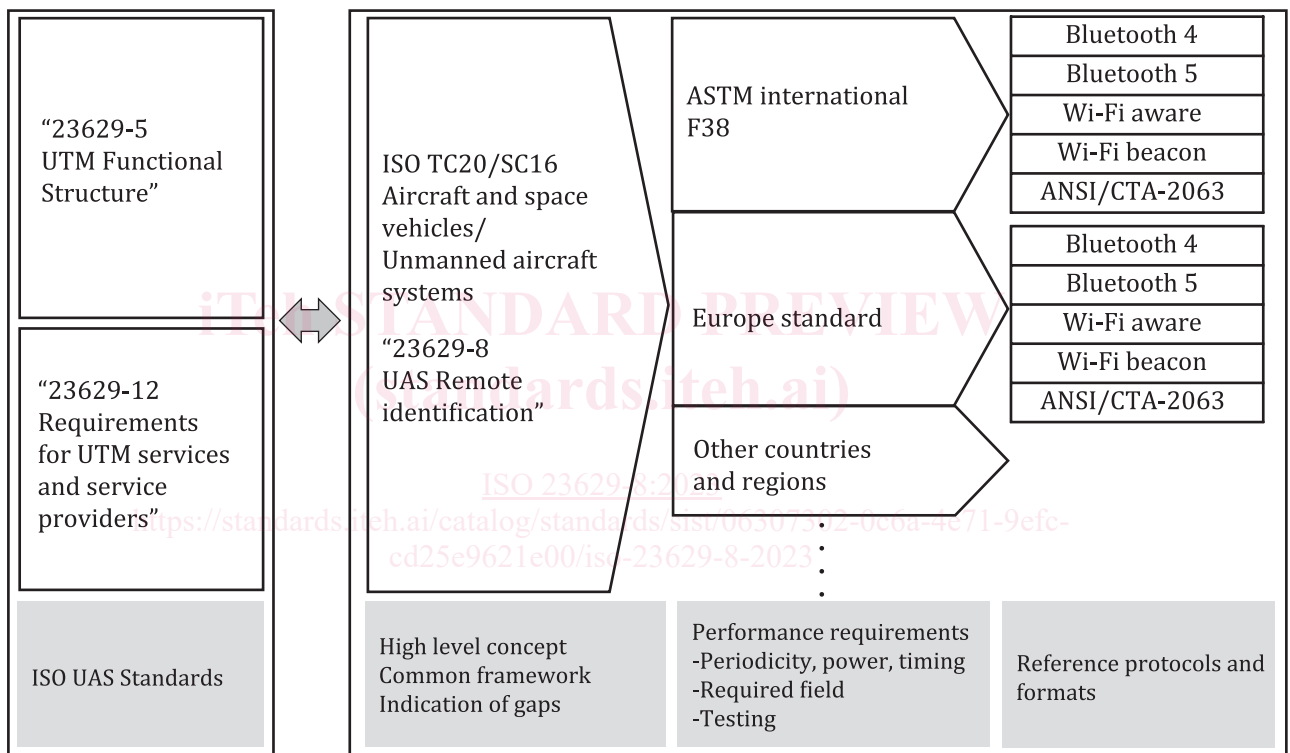 “23629-5
UTM Functional
Structure”
“23629-12
Requirements
for UTM services
and service
providers”
ISO UAS Standards
ISO TC20/SC16
Aircraft and space
vehicles/
Unmanned aircraft
systems
“23629-8
UAS Remote
identification”
High level concept
Common framework
Indication of gaps
ASTM international
F38
Europe standard
Other countries
and regions
Performance requirements
-Periodicity, power, timing
-Required field
-Testing
Bluetooth 4
Bluetooth 5
Wi-Fi aware
Wi-Fi beacon
ANSI/CTA-2063
Bluetooth 4
Bluetooth 5
Wi-Fi aware
Wi-Fi beacon
ANSI/CTA-2063
Reference protocols and
formats
iTeh STANDARD PREVIEW
(standards.iteh.ai)
ISO 23629-8:2023
https://standards.iteh.ai/catalog/standards/sist/06307302-0c6a-4e71-9efc-
cd25e9621e00/iso-23629-8-2023